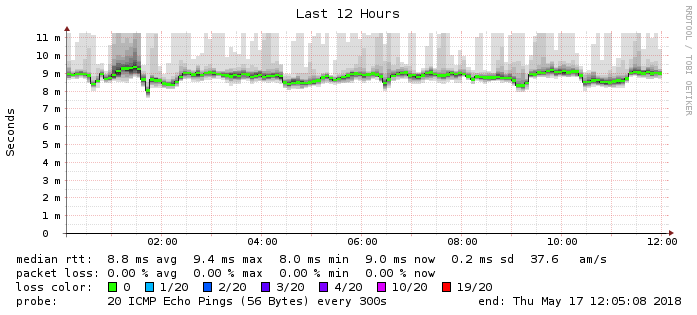 Last 12 Hours
RRDTOOL / TOBI OETIKER
Seconds
11 m
10 m
9 m
8 m
7 m
6 m
5 m
4 m
3 m
2 m
1 m
0
02:00 04:00 06:00 08:00 10:00 12:00
median rtt: 8.8 ms avg 9.4 ms max 8.0 ms min 9.0 ms now 0.2 ms sd 37.6 am/s
packet loss: 0.00 % avg 0.00 % max 0.00 % min 0.00 % now
loss color: 0 1/20 2/20 3/20 4/20 10/20 19/20
probe: 20 ICMP Echo Pings (56 Bytes) every 300s end: Thu May 17 12:05:08 2018